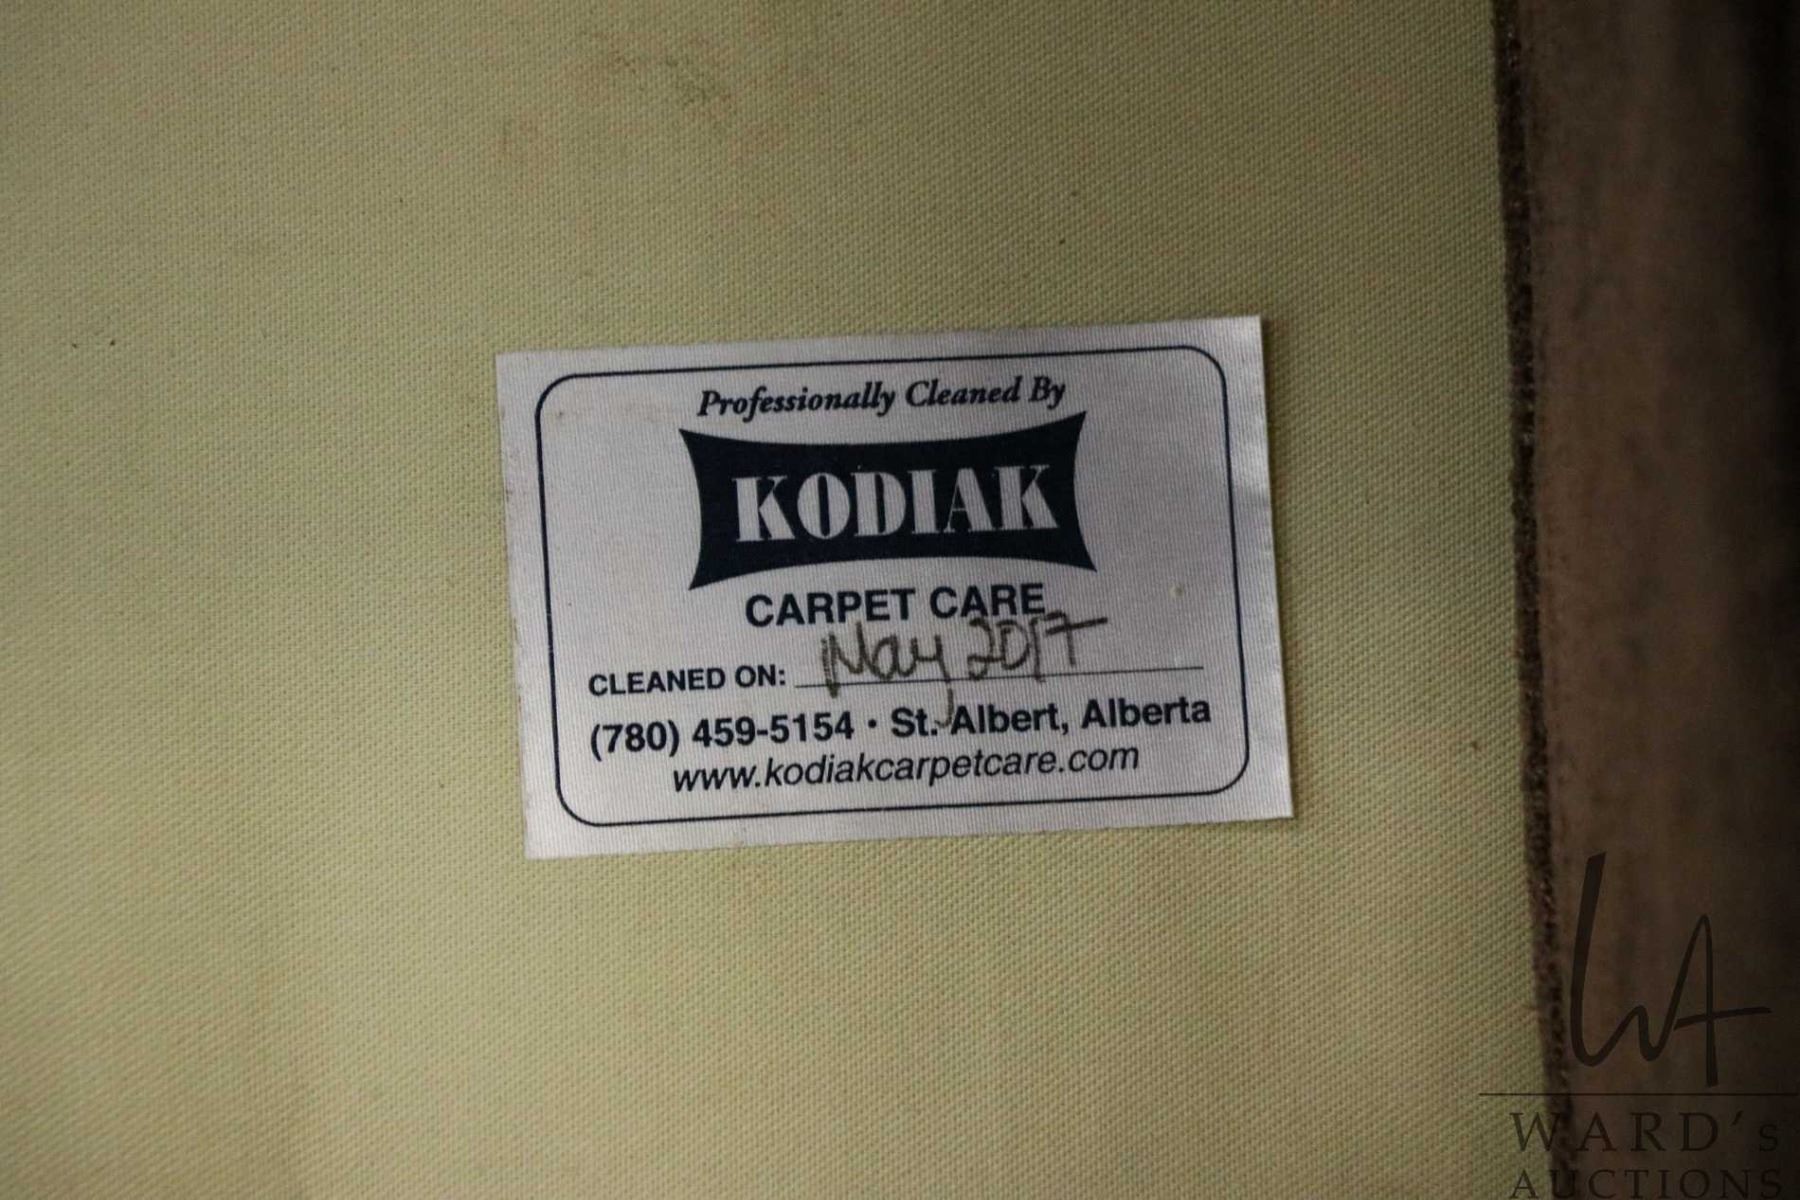 Professionally Cleaned By
KODIAK
CARPET CARE
CLEANED ON: May 2017
(780) 459-5154 • St. Albert, Alberta
www.kodiakcarpetcare.com
WA
WARD's
AUCTIONS